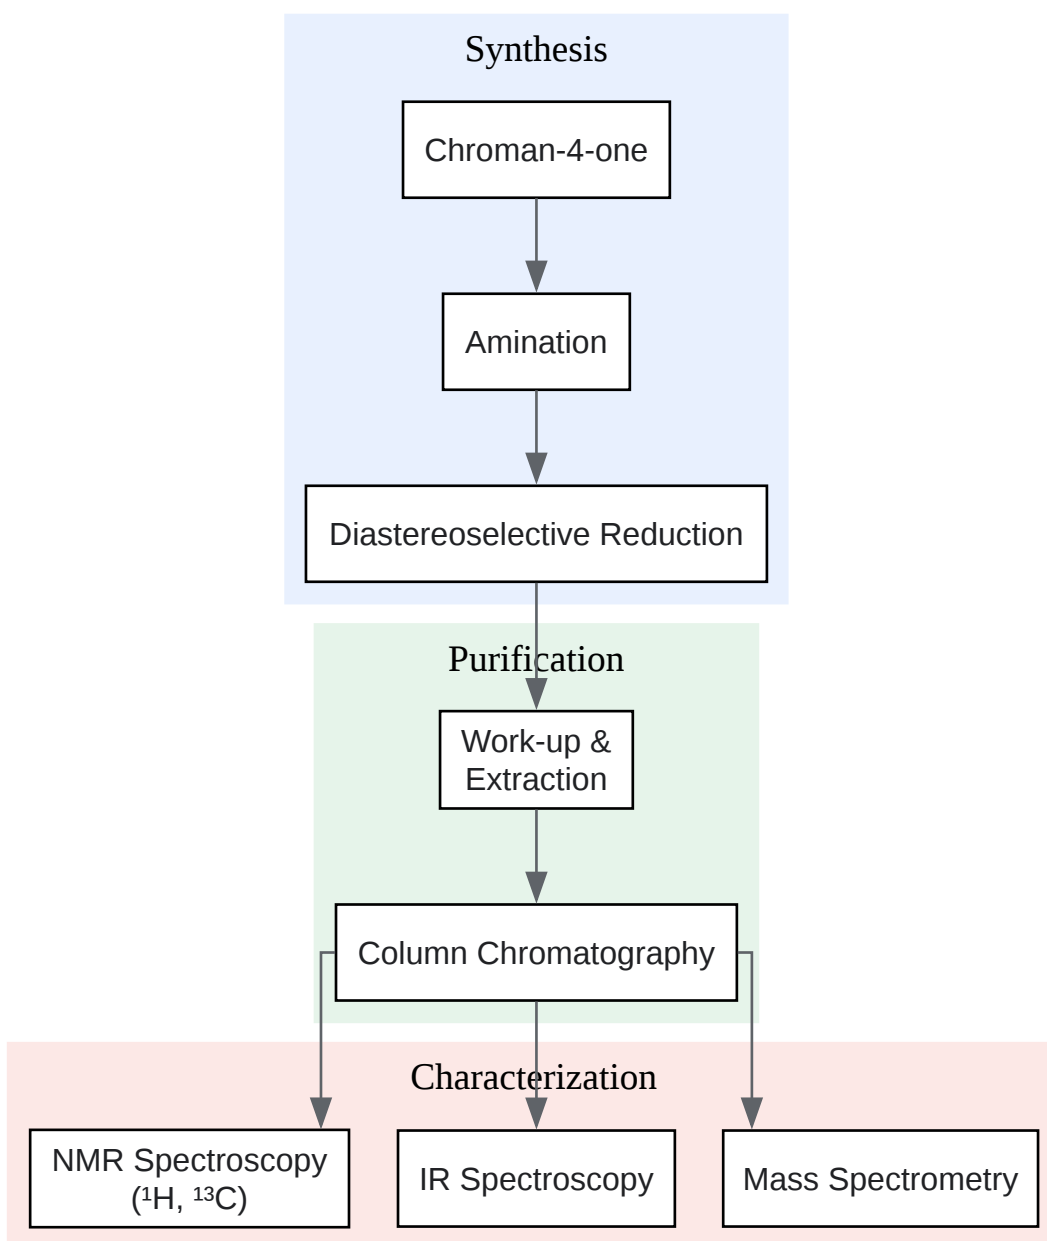 Synthesis
Chroman-4-one
Amination
Diastereoselective Reduction
Purification
Work-up &
Extraction
Column Chromatography
Characterization
NMR Spectroscopy
(¹H, ¹³C)
IR Spectroscopy
Mass Spectrometry